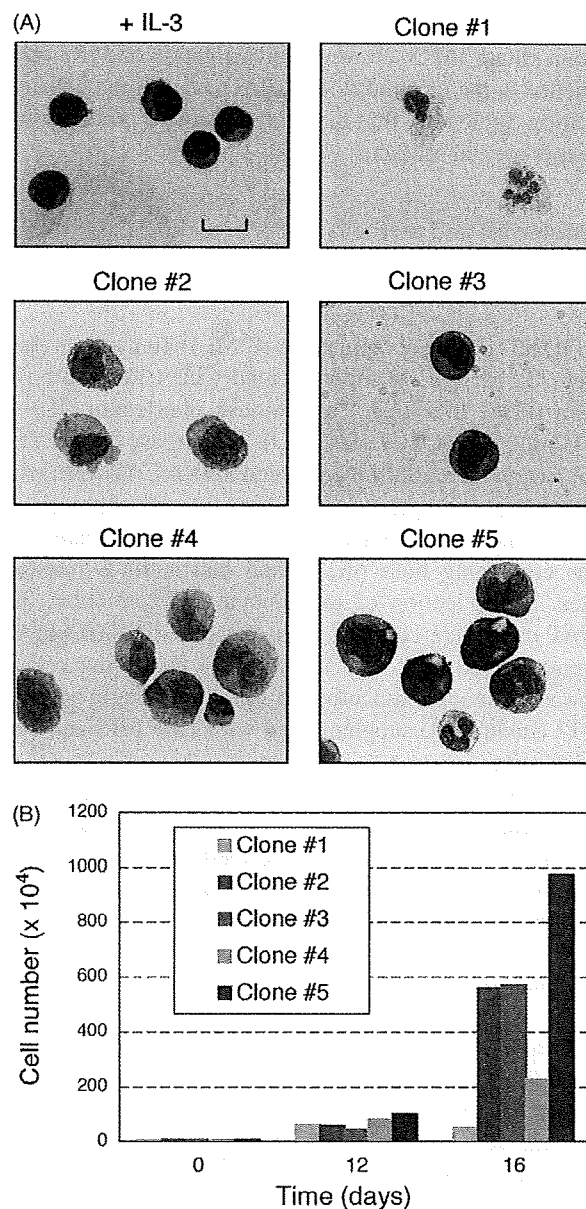 (A)
+ IL-3
Clone #1
Clone #2
Clone #3
Clone #4
Clone #5
(B)
1200
1000
800
600
400
200
0
Cell number (x 10⁴)
Clone #1
Clone #2
Clone #3
Clone #4
Clone #5
0 12 16
Time (days)